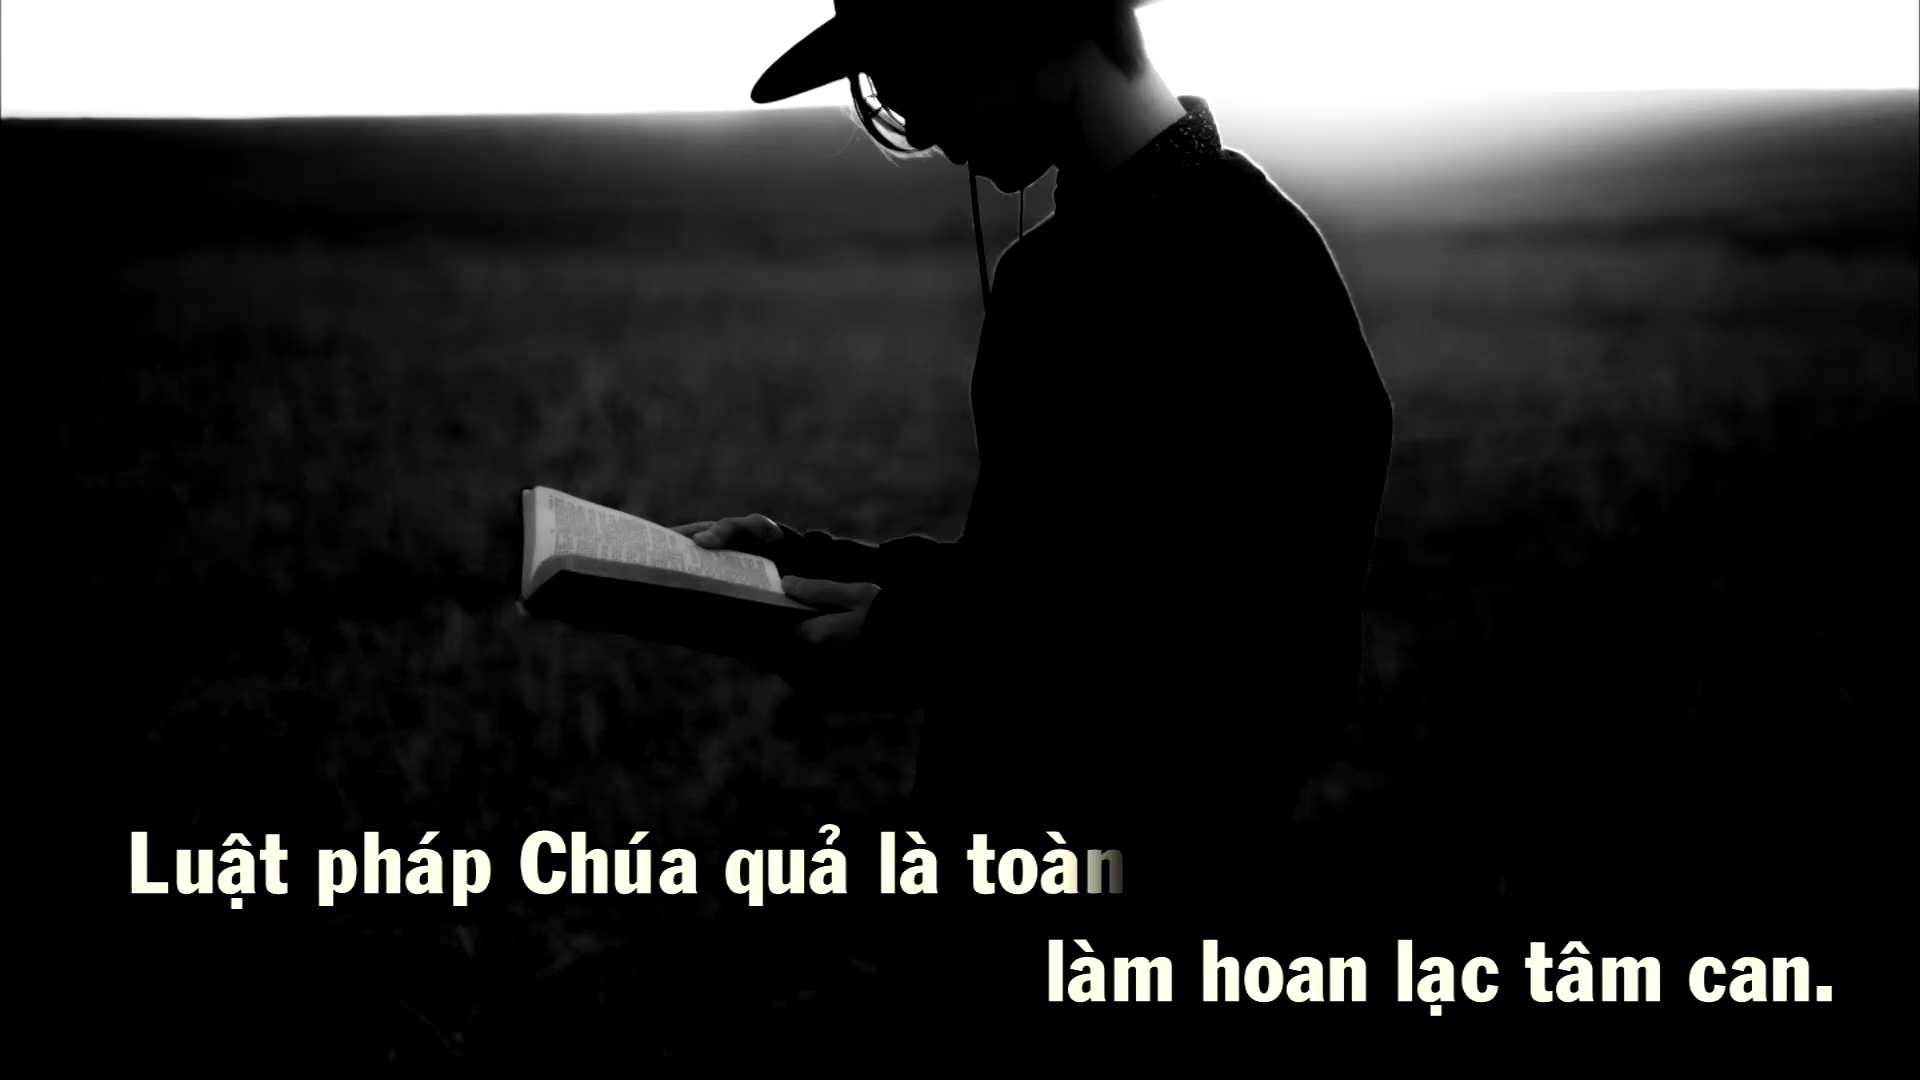 Luật pháp Chúa quả là toàn
làm hoan lạc tâm can.